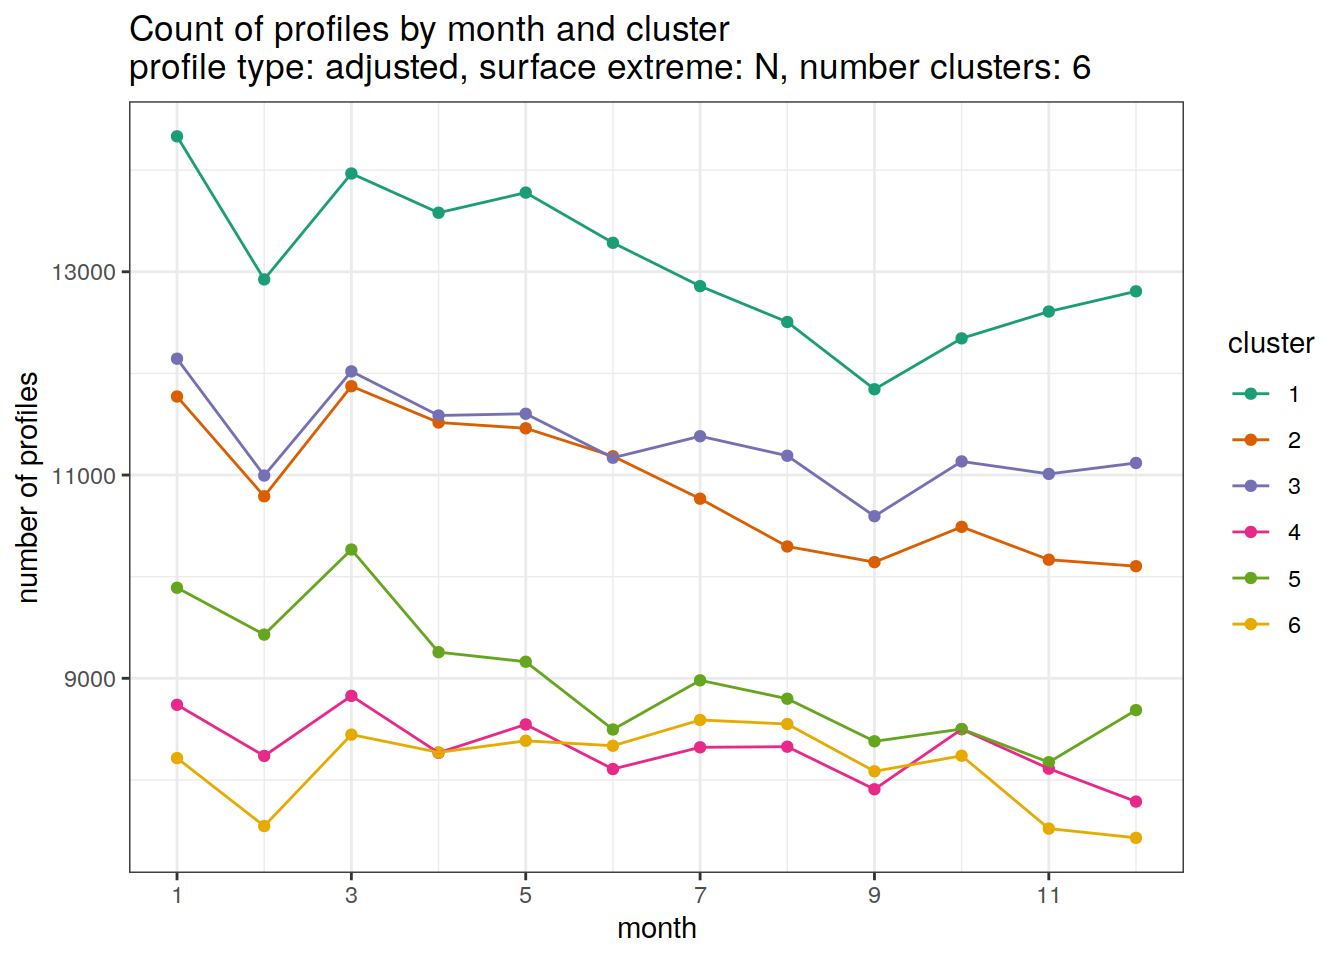 Count of profiles by month and cluster
profile type: adjusted, surface extreme: N, number clusters: 6
number of profiles
13000
11000
9000
1 3 5 7 9 11
month
cluster
1
2
3
4
5
6